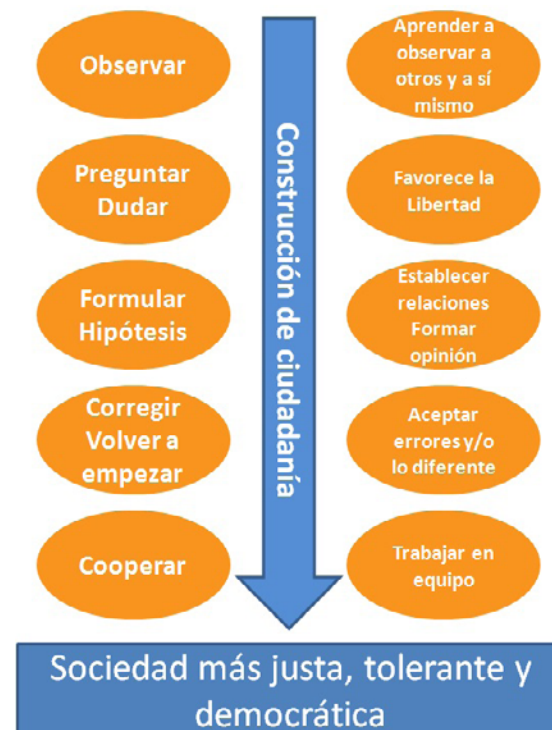 Observar
Aprender a
observar a
otros y a sí
mismo
Preguntar
Dudar
Favorece la
Libertad
Formular
Hipótesis
Establecer
relaciones
Formar
opinión
Corregir
Volver a
empezar
Aceptar
errores y/o
lo diferente
Cooperar
Trabajar en
equipo
Construcción de ciudadanía
Sociedad más justa, tolerante y
democrática